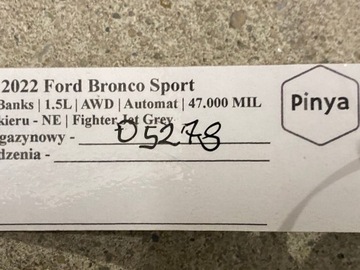 2022 Ford Bronco Sport
Banks | 1.5L | AWD | Automat | 47.000 MIL
kieru - NE | Fighter Jet Grey
gazynowy - 05278
dzenia -
Pinya